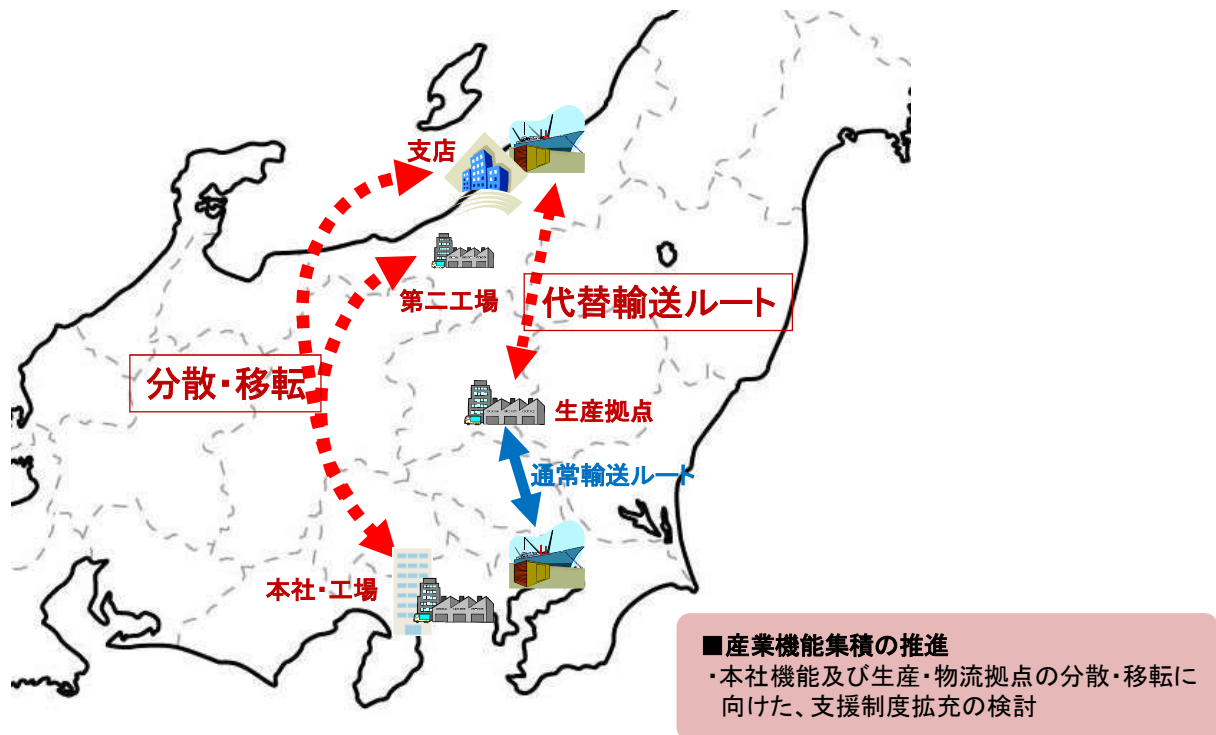 支店
第二工場
代替輸送ルート
分散・移転
生産拠点
通常輸送ルート
本社・工場
■産業機能集積の推進
・本社機能及び生産・物流拠点の分散・移転に
向けた、支援制度拡充の検討